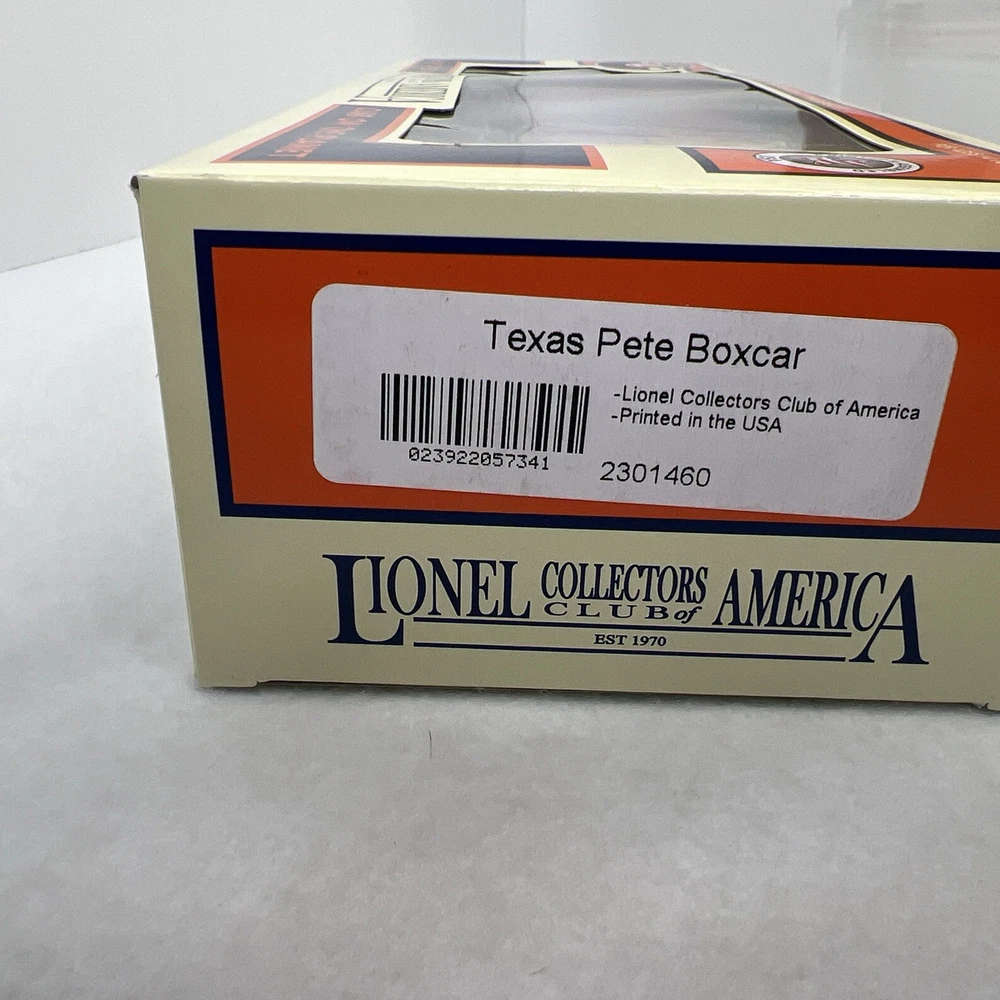 Texas Pete Boxcar
-Lionel Collectors Club of America
-Printed in the USA
023922057341
2301460
LIONEL COLLECTORS CLUB of AMERICA
EST 1970